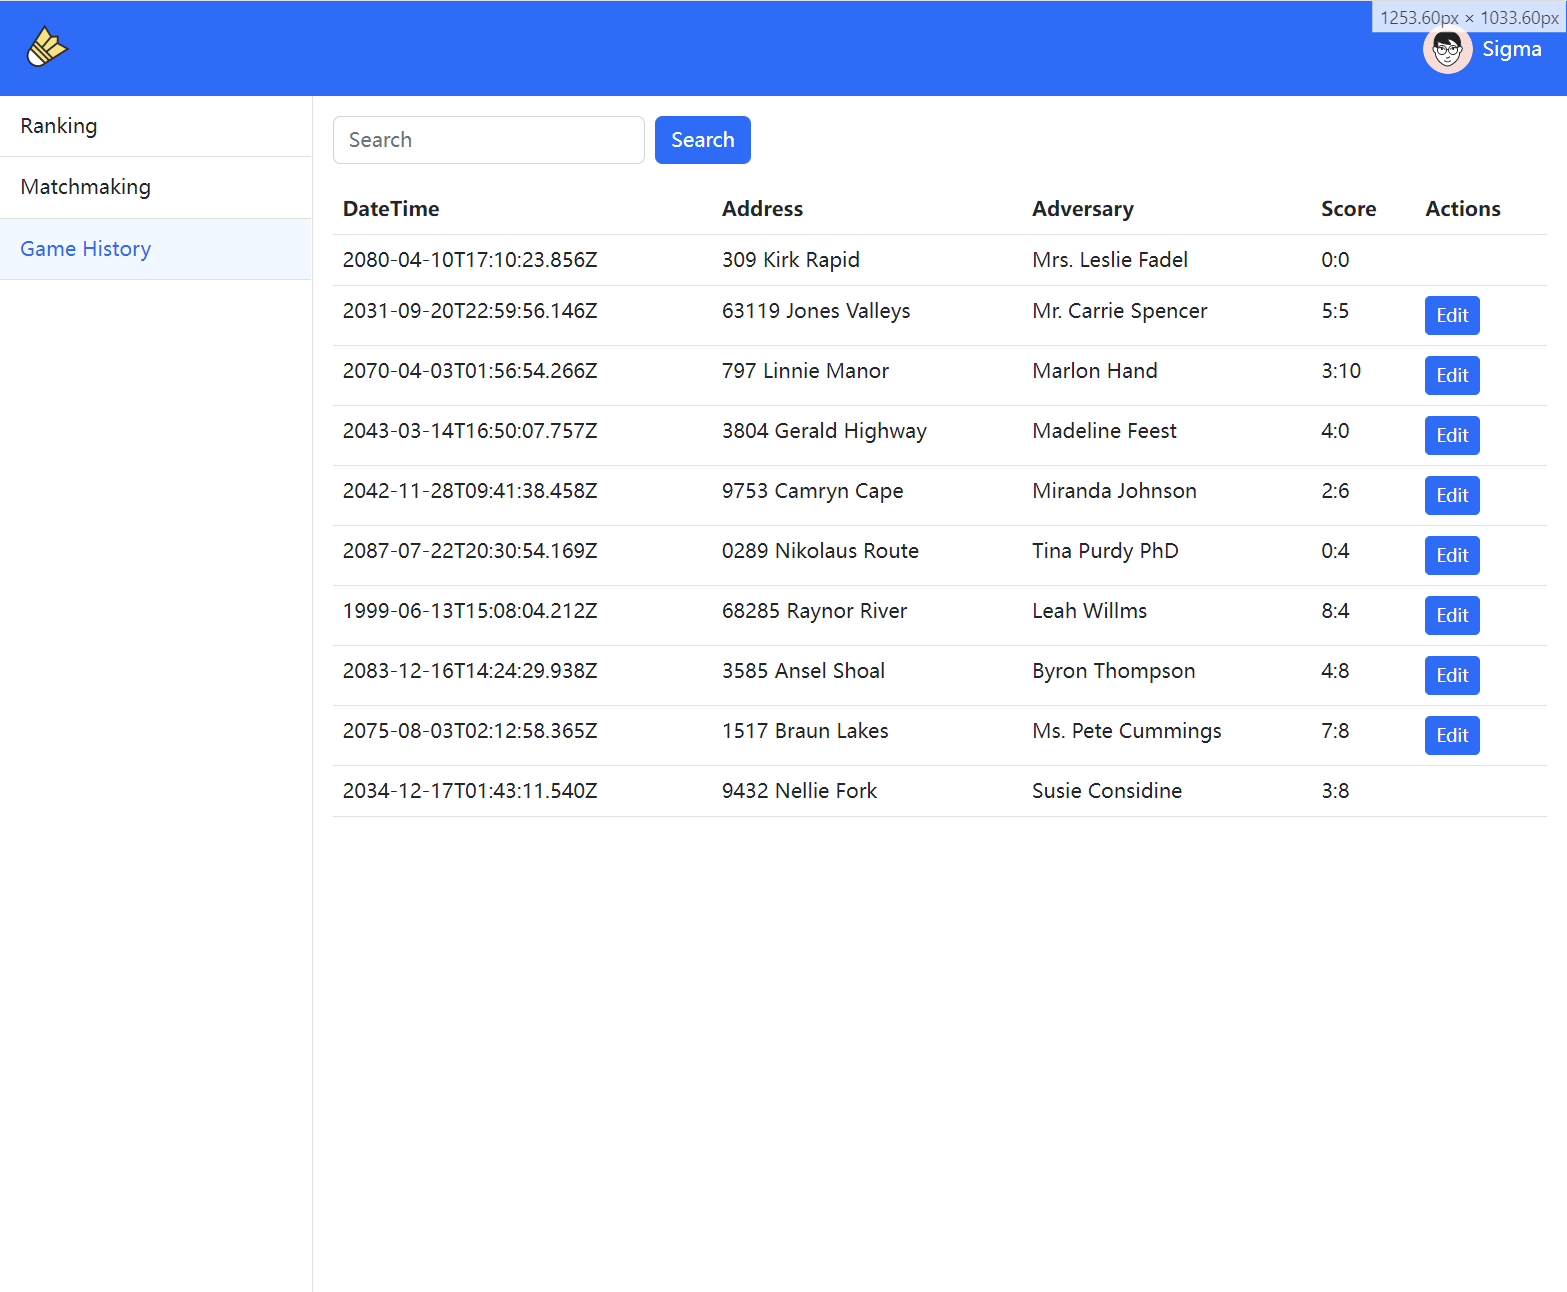 1253.60px × 1033.60px
Sigma
Ranking
Matchmaking
Game History
Search Search
DateTime Address Adversary Score Actions
2080-04-10T17:10:23.856Z 309 Kirk Rapid Mrs. Leslie Fadel 0:0
2031-09-20T22:59:56.146Z 63119 Jones Valleys Mr. Carrie Spencer 5:5 Edit
2070-04-03T01:56:54.266Z 797 Linnie Manor Marlon Hand 3:10 Edit
2043-03-14T16:50:07.757Z 3804 Gerald Highway Madeline Feest 4:0 Edit
2042-11-28T09:41:38.458Z 9753 Camryn Cape Miranda Johnson 2:6 Edit
2087-07-22T20:30:54.169Z 0289 Nikolaus Route Tina Purdy PhD 0:4 Edit
1999-06-13T15:08:04.212Z 68285 Raynor River Leah Willms 8:4 Edit
2083-12-16T14:24:29.938Z 3585 Ansel Shoal Byron Thompson 4:8 Edit
2075-08-03T02:12:58.365Z 1517 Braun Lakes Ms. Pete Cummings 7:8 Edit
2034-12-17T01:43:11.540Z 9432 Nellie Fork Susie Considine 3:8